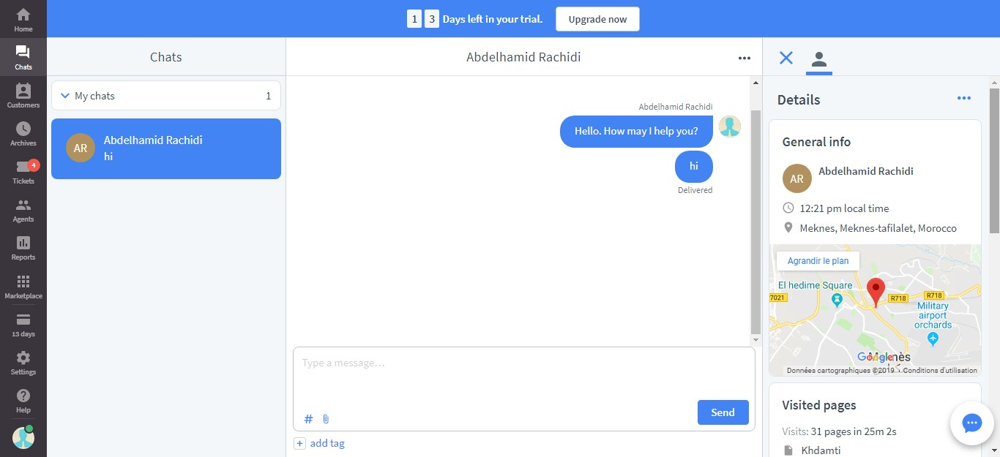 1 3 Days left in your trial.
Upgrade now
Home
Chats
Customers
Archives
4
Tickets
Agents
Reports
Marketplace
13 days
Settings
Help
Chats
My chats 1
AR
Abdelhamid Rachidi
hi
Abdelhamid Rachidi
Abdelhamid Rachidi
Hello. How may I help you?
hi
Delivered
Type a message...
#
Send
+ add tag
Details
General info
AR
Abdelhamid Rachidi
12:21 pm local time
Meknes, Meknes-tafilalet, Morocco
Agrandir le plan
El hedime Square
7021
R718
R718
Military
airport
orchards
Données cartographiques ©2019
Conditions d'utilisation
Visited pages
Visits: 31 pages in 25m 2s
Khdamti